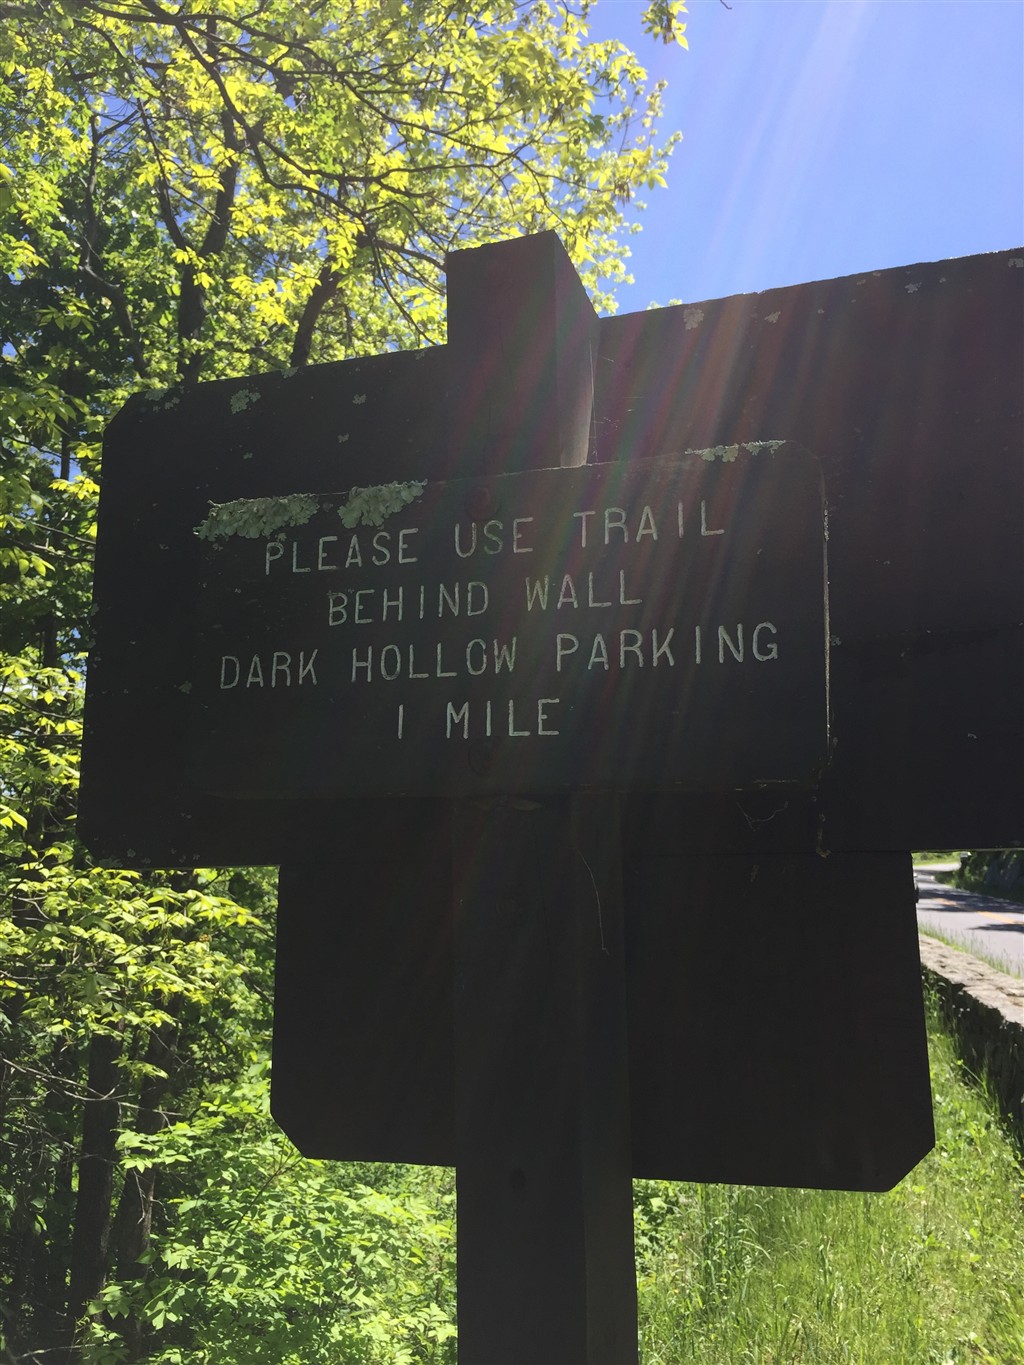 PLEASE USE TRAIL
BEHIND WALL
DARK HOLLOW PARKING
1 MILE